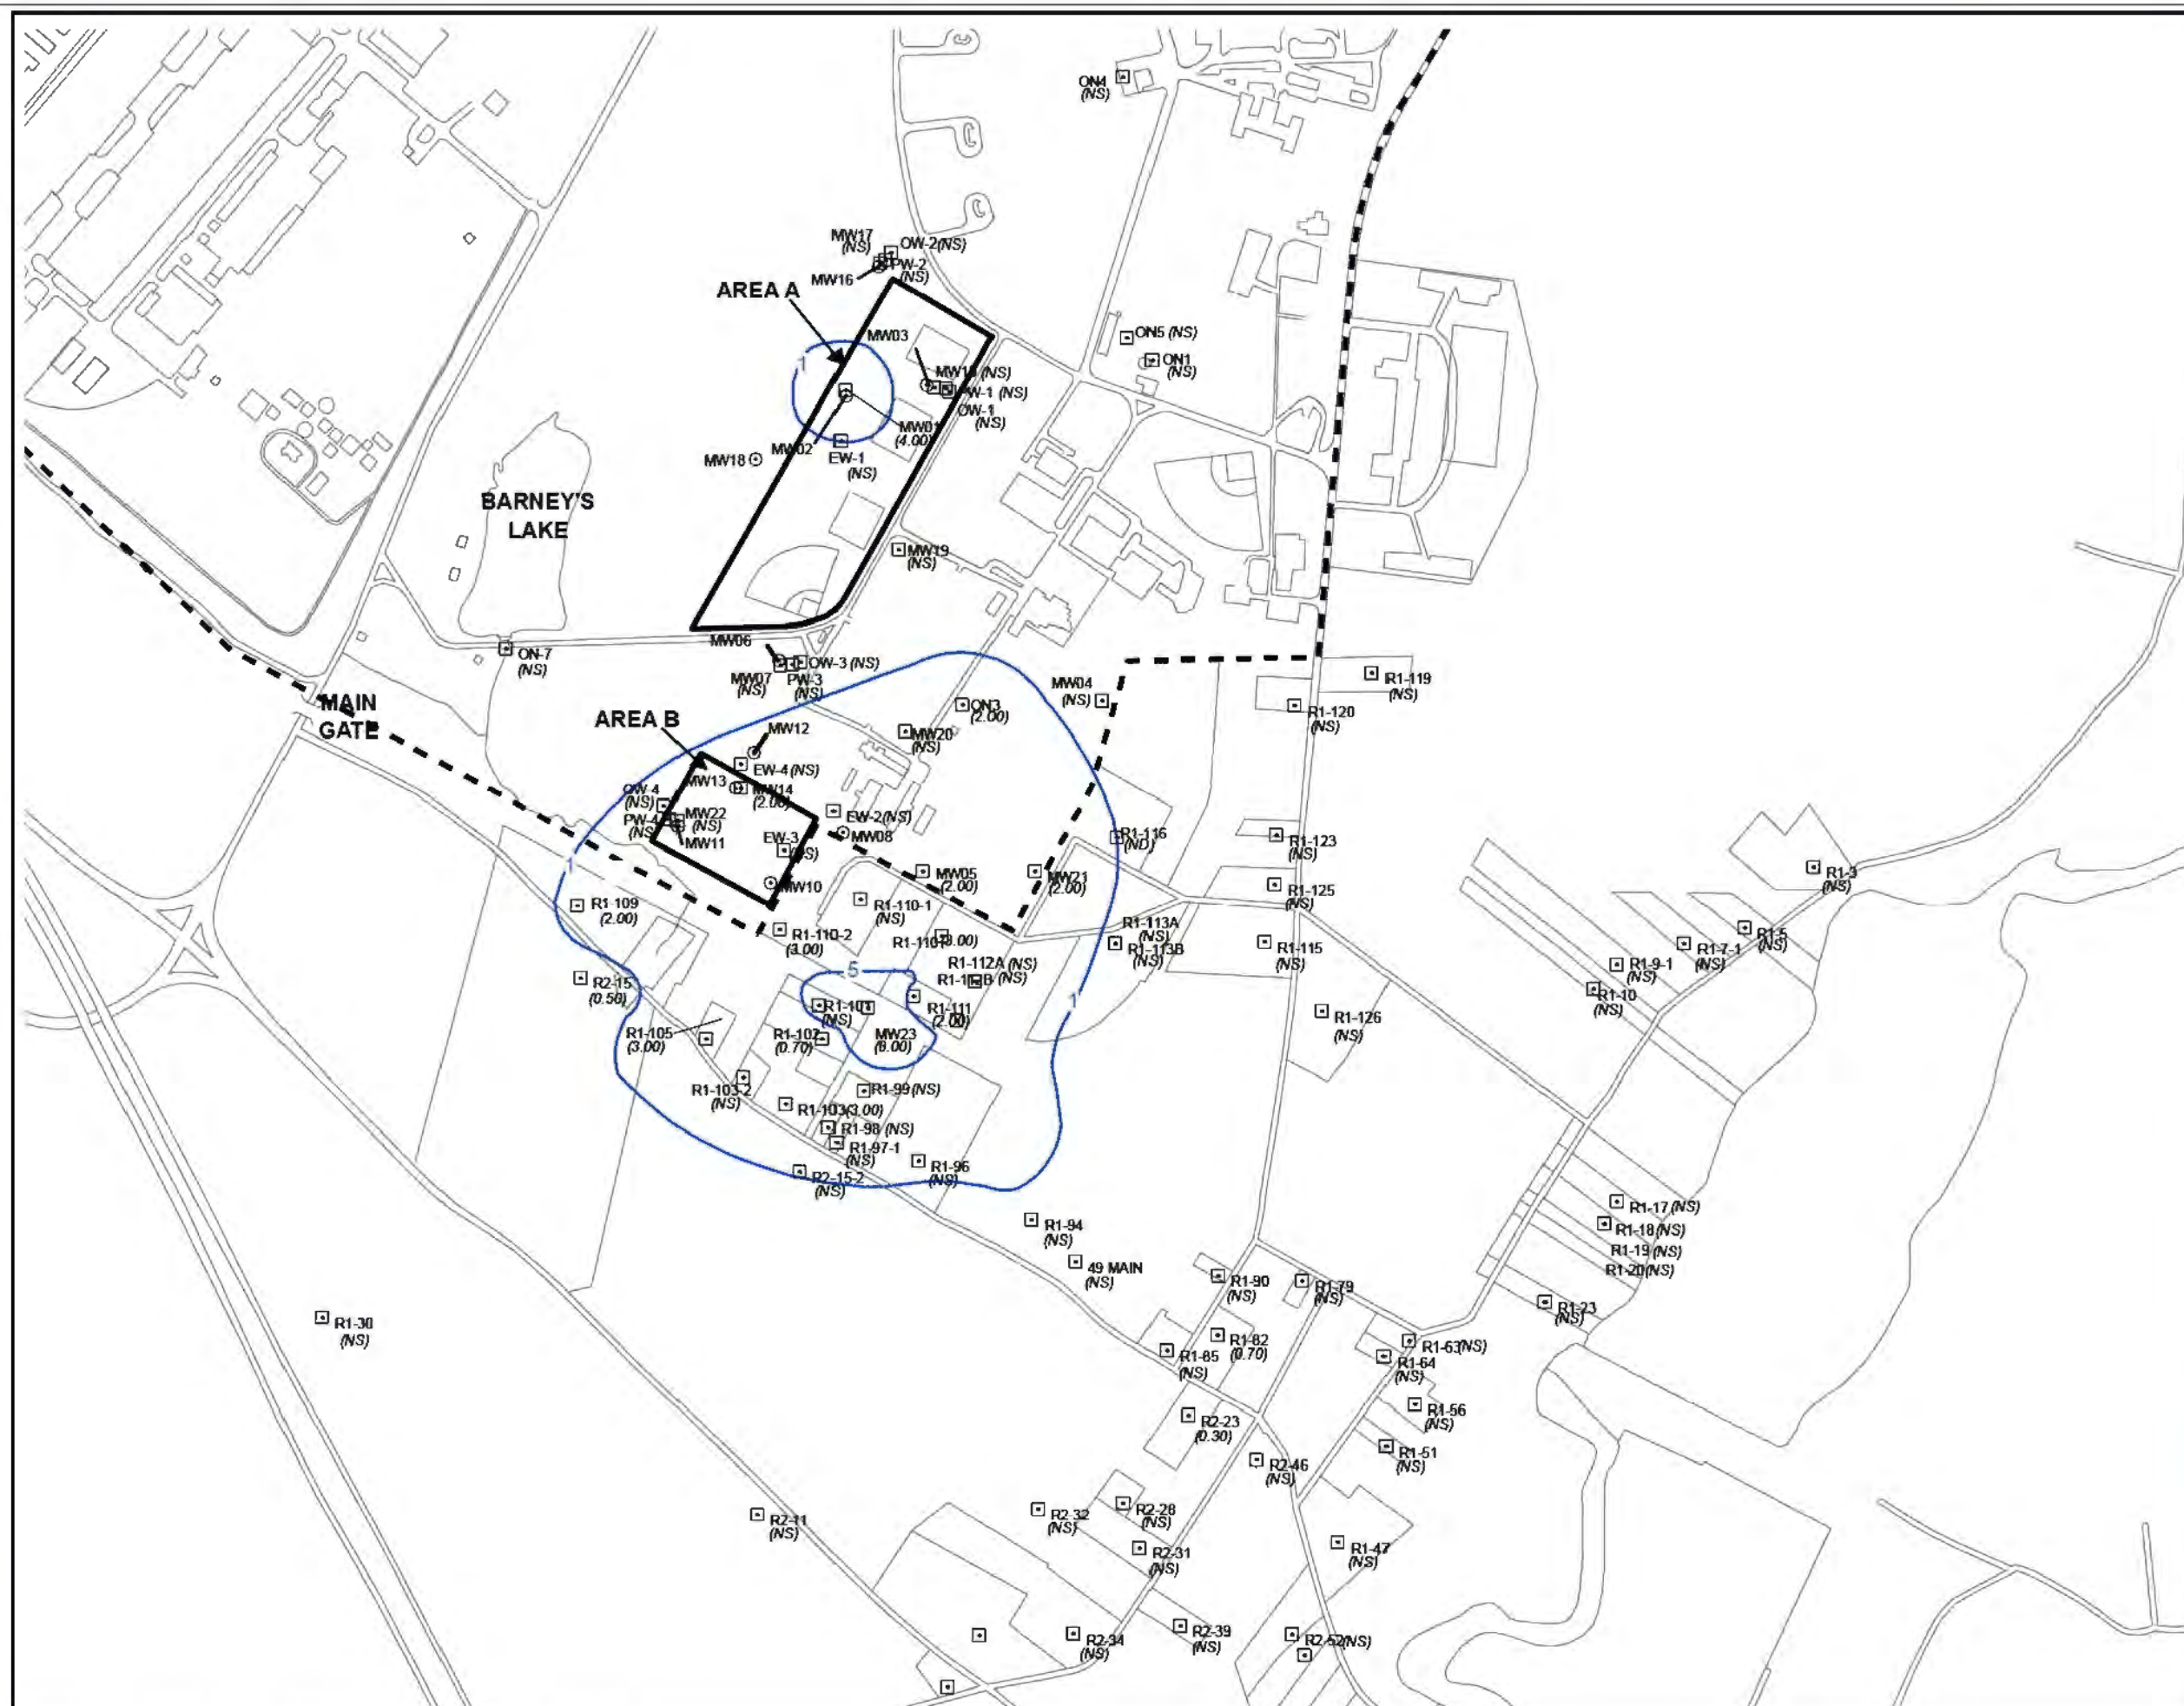 ON4
(NS)
MW17
(NS)
OW-2 (NS)
PW-2
(NS)
MW16
AREA A
MW03
ON5 (NS)
ON1
(NS)
1
(NS)
OW-1
(NS)
MW01
(4.00)
MW02
EW-1
(NS)
MW18
BARNEY'S
LAKE
MW19
(NS)
MW06
OW-3 (NS)
MW07
(NS)
PW-3
(NS)
ON-7
(NS)
MW04
(NS)
R1-119
(NS)
R1-120
(NS)
MAIN
GATE
AREA B
ON3
(2.00)
MW20
(NS)
MW12
EW-4 (NS)
MW13
MW14
(2.00)
OW-4
(NS)
PW-4
(NS)
MW22
(NS)
MW11
EW-2 (NS)
MW08
EW-3
(NS)
MW10
R1-116
(ND)
R1-123
(NS)
MW05
(2.00)
MW21
(2.00)
R1-125
(NS)
R1-3
(NS)
1
R1-109
(2.00)
R1-110-1
(NS)
R1-110-2
(3.00)
R1-113A
(NS)
R1-113B
(NS)
R1-115
(NS)
R1-5
(NS)
R1-7-1
(NS)
R1-9-1
(NS)
R1-10
(NS)
R1-112A (NS)
(NS)
5
R2-15
(0.50)
(NS)
R1-111
(2.00)
1
R1-126
(NS)
R1-105
(3.00)
R1-102
(0.70)
MW23
R1-103-2
(NS)
R1-99 (NS)
R1-103 (3.00)
R1-98 (NS)
R1-97-1
(NS)
R1-96
(NS)
R2-15-2
(NS)
R1-94
(NS)
49 MAIN
(NS)
R1-17 (NS)
R1-18 (NS)
R1-19 (NS)
R1-20 (NS)
R1-90
(NS)
R1-79
(NS)
R1-23
(NS)
R1-30
(NS)
R1-82
(0.70)
R1-85
(NS)
R1-63 (NS)
R1-64
(NS)
R1-56
(NS)
R2-23
(0.30)
R1-51
(NS)
R2-46
(NS)
R2-11
(NS)
R2-32
(NS)
R2-28
(NS)
R2-31
(NS)
R1-47
(NS)
R2-34
(NS)
R2-39
(NS)
R2-52 (NS)